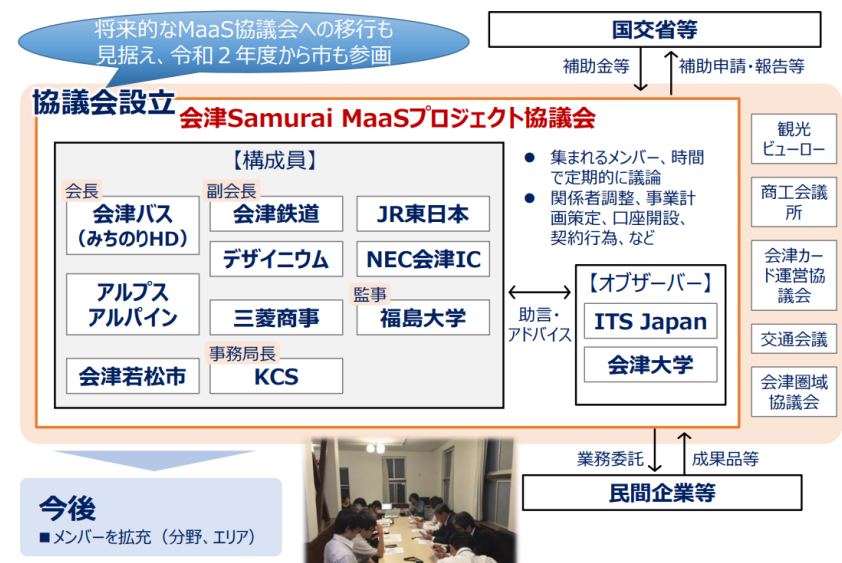 将来的なMaaS協議会への移行も
見据え、令和２年度から市も参画
国交省等
補助金等
補助申請・報告等
協議会設立
会津Samurai MaaSプロジェクト協議会
【構成員】
会長
会津バス
（みちのりHD）
副会長
会津鉄道
JR東日本
デザイニウム
NEC会津IC
アルプス
アルパイン
三菱商事
監事
福島大学
会津若松市
事務局長
KCS
● 集まれるメンバー、時間
で定期的に議論
● 関係者調整、事業計
画策定、口座開設、
契約行為、など
助言・
アドバイス
【オブザーバー】
ITS Japan
会津大学
観光
ビューロー
商工会議
所
会津カー
ド運営協
議会
交通会議
会津圏域
協議会
業務委託
成果品等
民間企業等
今後
■メンバーを拡充（分野、エリア）